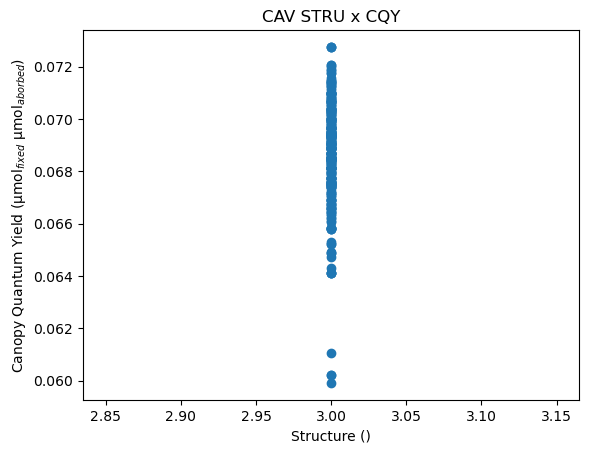 CAV STRU x CQY
Canopy Quantum Yield (µmol_fixed µmol_aborbed)
0.072
0.070
0.068
0.066
0.064
0.062
0.060
2.85 2.90 2.95 3.00 3.05 3.10 3.15
Structure ()